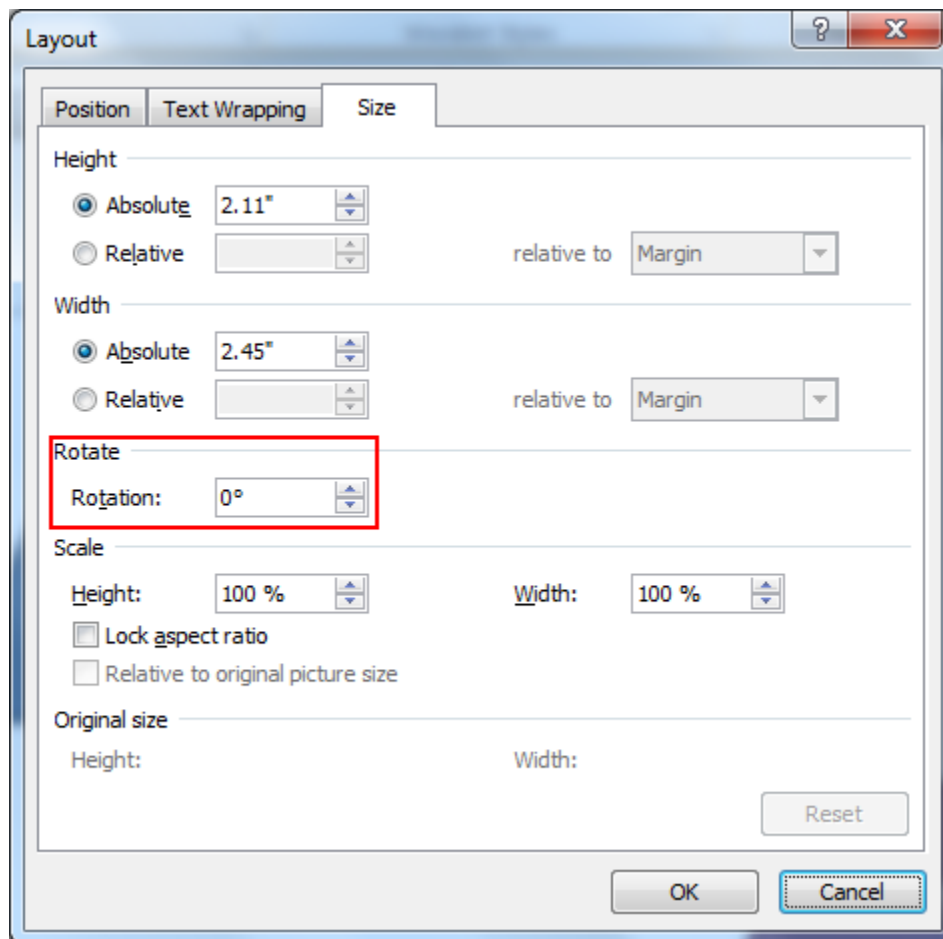 Layout
Position Text Wrapping Size
Height
Absolute 2.11"
Relative relative to Margin
Width
Absolute 2.45"
Relative relative to Margin
Rotate
Rotation: 0°
Scale
Height: 100 % Width: 100 %
Lock aspect ratio
Relative to original picture size
Original size
Height: Width:
Reset
OK Cancel